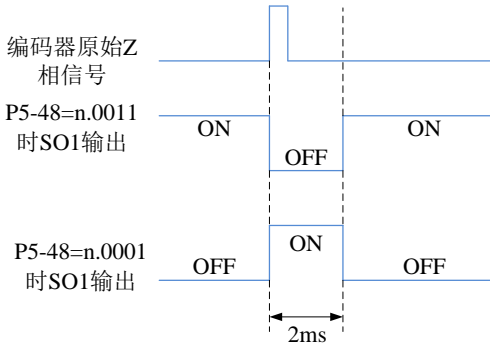 编码器原始Z
相信号
P5-48=n.0011
时SO1输出
ON
OFF
ON
P5-48=n.0001
时SO1输出
OFF
ON
OFF
2ms